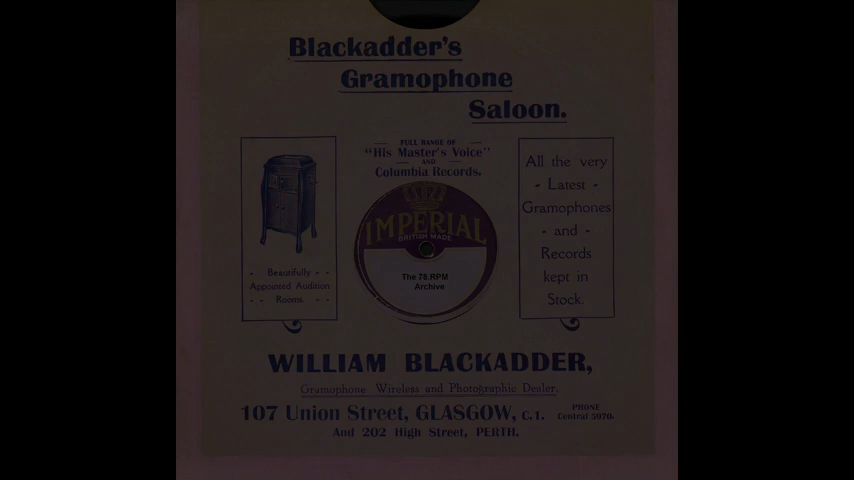 Blackadder's
Gramophone
Saloon.
FULL RANGE OF
"His Master's Voice"
AND
Columbia Records.
IMPERIAL
BRITISH MADE
The 78.RPM
Archive
- Beautifully - -
Appointed Audition
- - Rooms. - -
All the very
- Latest -
Gramophones
- and -
Records
kept in
Stock.
WILLIAM BLACKADDER,
Gramophone Wireless and Photographic Dealer.
107 Union Street, GLASGOW, C.1.
PHONE
Central 5970.
And 202 High Street, PERTH.